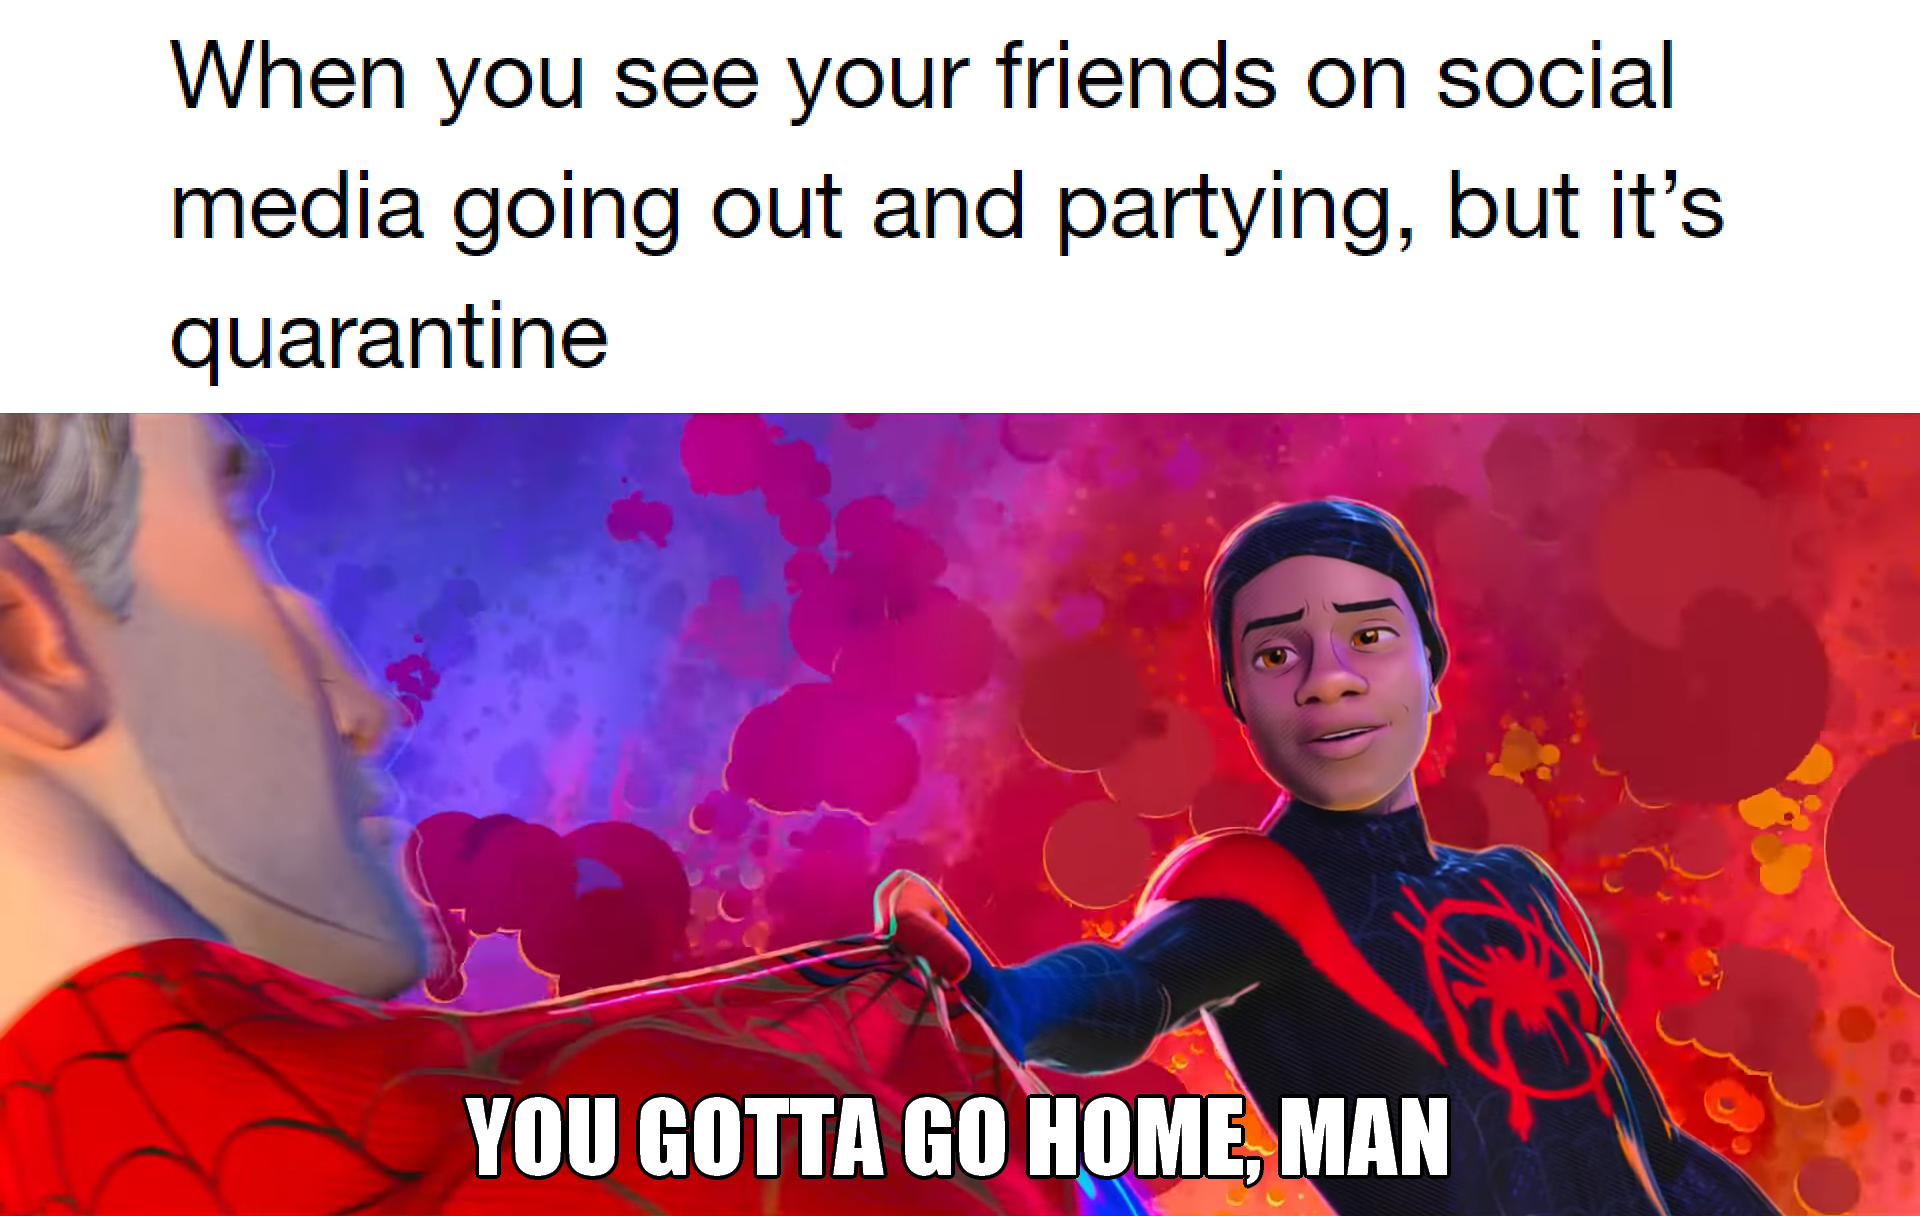 When you see your friends on social
media going out and partying, but it’s
quarantine
YOU GOTTA GO HOME, MAN